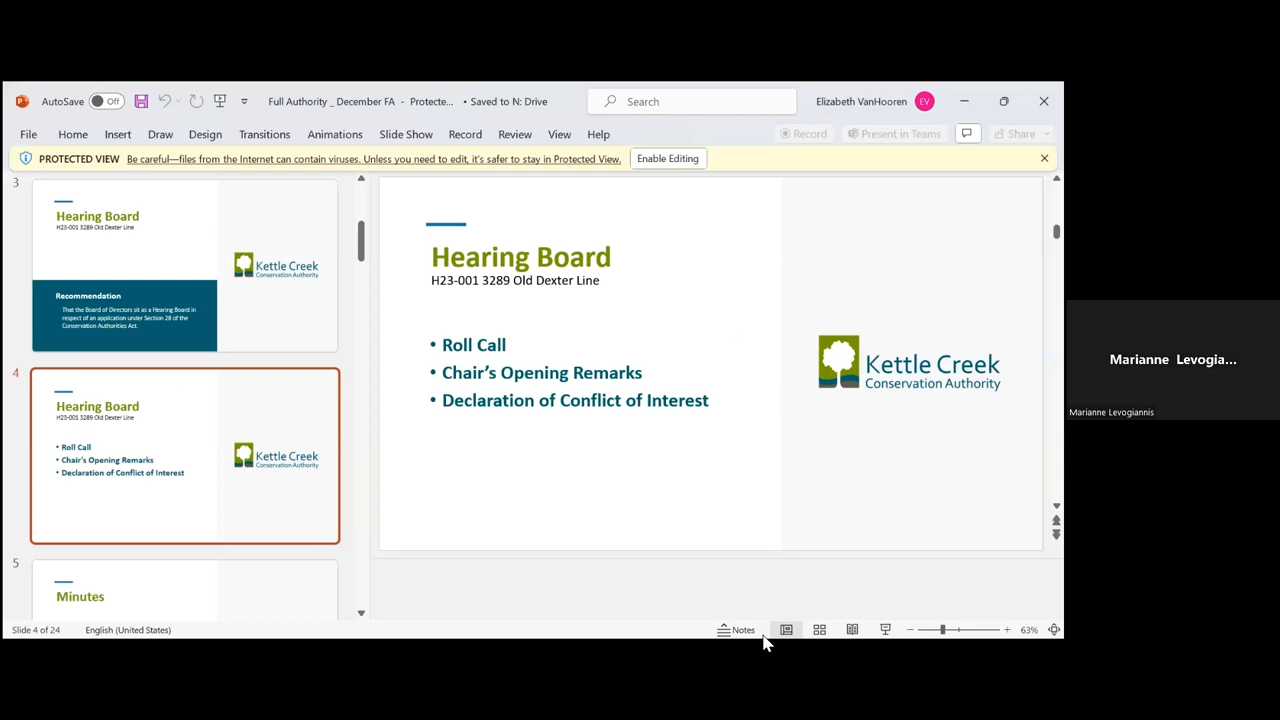 AutoSave Off Full Authority _ December FA - Protecte... • Saved to N: Drive Search Elizabeth VanHooren EV
File Home Insert Draw Design Transitions Animations Slide Show Record Review View Help Record Present in Teams Share
PROTECTED VIEW Be careful—files from the Internet can contain viruses. Unless you need to edit, it's safer to stay in Protected View. Enable Editing
3
Hearing Board
H23-001 3289 Old Dexter Line
Kettle Creek
Conservation Authority
Recommendation
That the Board of Directors sit as a Hearing Board in
respect of an application under Section 28 of the
Conservation Authorities Act.
4
Hearing Board
H23-001 3289 Old Dexter Line
• Roll Call
• Chair's Opening Remarks
• Declaration of Conflict of Interest
Kettle Creek
Conservation Authority
5
Minutes
Hearing Board
H23-001 3289 Old Dexter Line
• Roll Call
• Chair's Opening Remarks
• Declaration of Conflict of Interest
Kettle Creek
Conservation Authority
Marianne Levogia...
Marianne Levogiannis
Slide 4 of 24 English (United States) Notes 63%